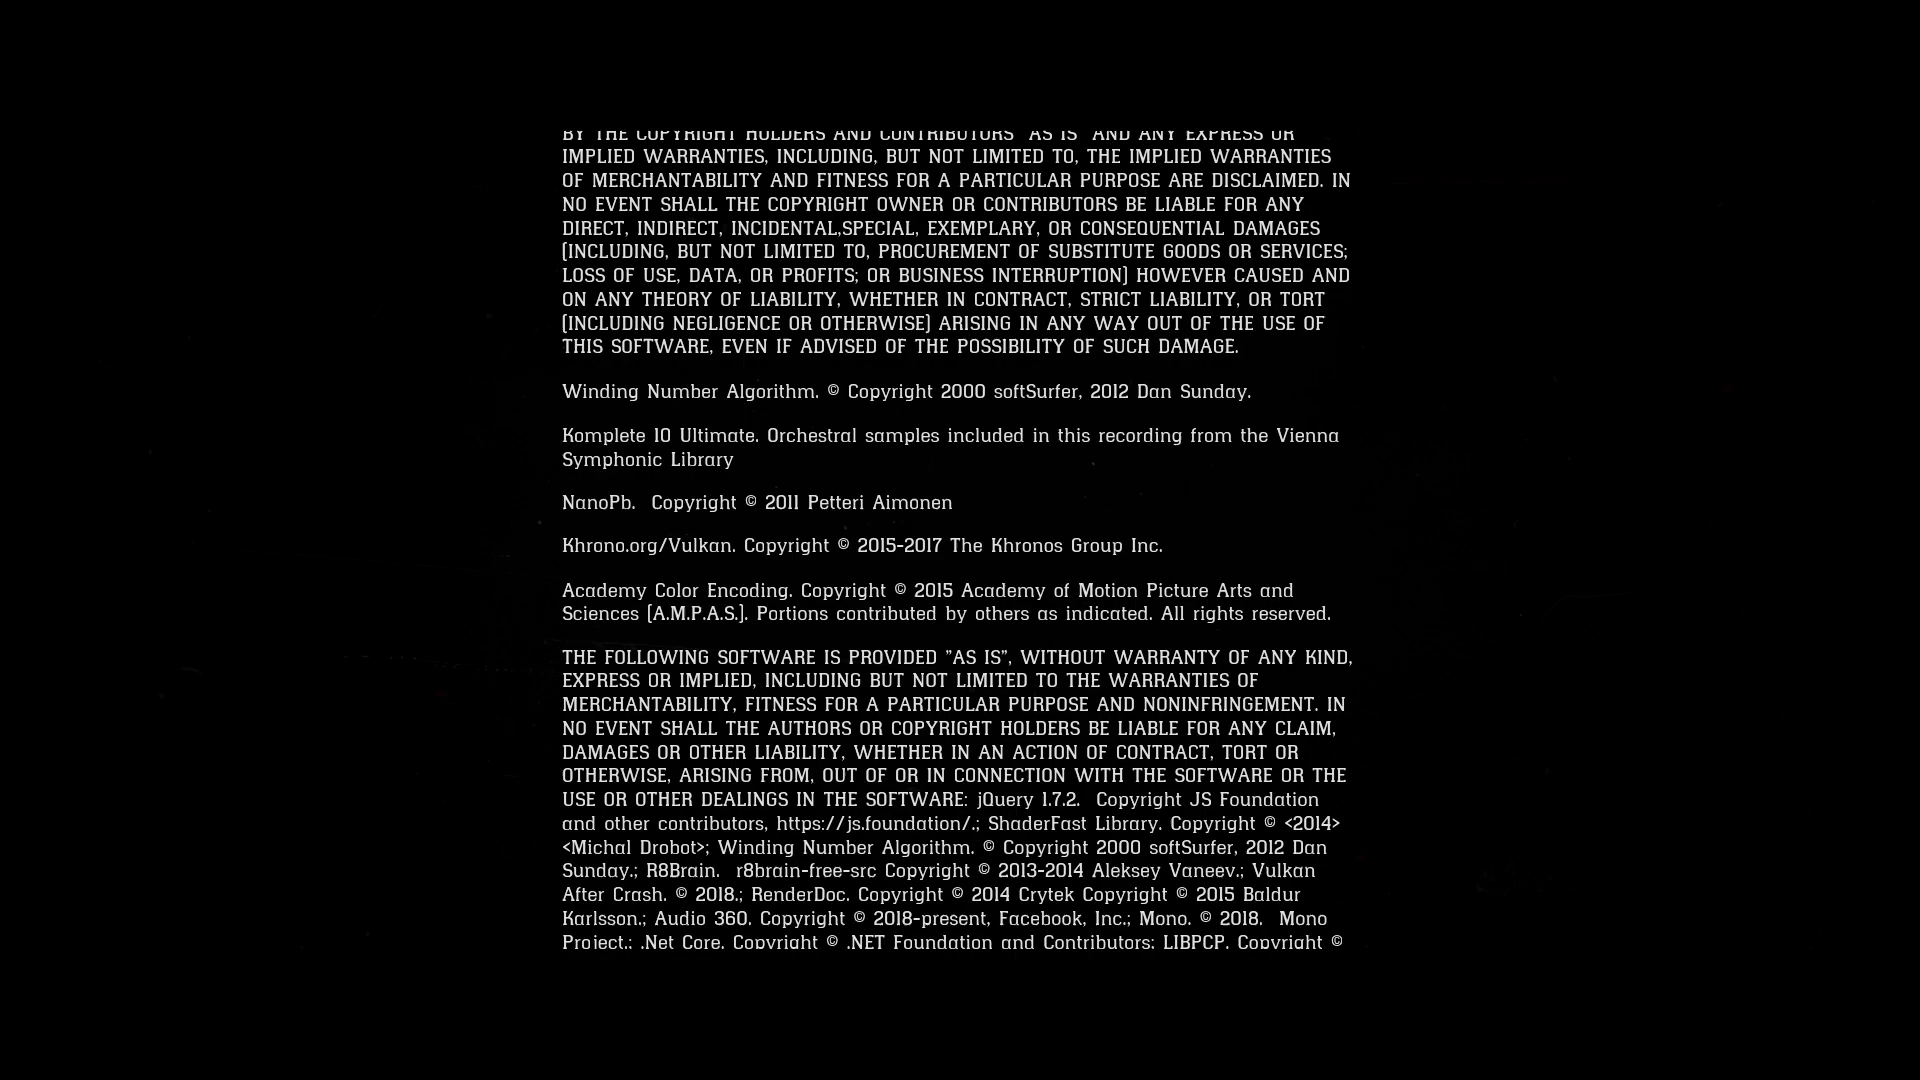 BY THE COPYRIGHT HOLDERS AND CONTRIBUTORS "AS IS" AND ANY EXPRESS OR
IMPLIED WARRANTIES, INCLUDING, BUT NOT LIMITED TO, THE IMPLIED WARRANTIES
OF MERCHANTABILITY AND FITNESS FOR A PARTICULAR PURPOSE ARE DISCLAIMED. IN
NO EVENT SHALL THE COPYRIGHT OWNER OR CONTRIBUTORS BE LIABLE FOR ANY
DIRECT, INDIRECT, INCIDENTAL,SPECIAL, EXEMPLARY, OR CONSEQUENTIAL DAMAGES
(INCLUDING, BUT NOT LIMITED TO, PROCUREMENT OF SUBSTITUTE GOODS OR SERVICES;
LOSS OF USE, DATA, OR PROFITS; OR BUSINESS INTERRUPTION) HOWEVER CAUSED AND
ON ANY THEORY OF LIABILITY, WHETHER IN CONTRACT, STRICT LIABILITY, OR TORT
(INCLUDING NEGLIGENCE OR OTHERWISE) ARISING IN ANY WAY OUT OF THE USE OF
THIS SOFTWARE, EVEN IF ADVISED OF THE POSSIBILITY OF SUCH DAMAGE.
Winding Number Algorithm. © Copyright 2000 softSurfer, 2012 Dan Sunday.
Komplete 10 Ultimate. Orchestral samples included in this recording from the Vienna
Symphonic Library
NanoPb.  Copyright © 2011 Petteri Aimonen
Khrono.org/Vulkan. Copyright © 2015-2017 The Khronos Group Inc.
Academy Color Encoding. Copyright © 2015 Academy of Motion Picture Arts and
Sciences (A.M.P.A.S.). Portions contributed by others as indicated. All rights reserved.
THE FOLLOWING SOFTWARE IS PROVIDED "AS IS", WITHOUT WARRANTY OF ANY KIND,
EXPRESS OR IMPLIED, INCLUDING BUT NOT LIMITED TO THE WARRANTIES OF
MERCHANTABILITY, FITNESS FOR A PARTICULAR PURPOSE AND NONINFRINGEMENT. IN
NO EVENT SHALL THE AUTHORS OR COPYRIGHT HOLDERS BE LIABLE FOR ANY CLAIM,
DAMAGES OR OTHER LIABILITY, WHETHER IN AN ACTION OF CONTRACT, TORT OR
OTHERWISE, ARISING FROM, OUT OF OR IN CONNECTION WITH THE SOFTWARE OR THE
USE OR OTHER DEALINGS IN THE SOFTWARE: jQuery 1.7.2.  Copyright JS Foundation
and other contributors, https://js.foundation/.; ShaderFast Library. Copyright © <2014>
<Michal Drobot>; Winding Number Algorithm. © Copyright 2000 softSurfer, 2012 Dan
Sunday.; R8Brain.  r8brain-free-src Copyright © 2013-2014 Aleksey Vaneev.; Vulkan
After Crash. © 2018.; RenderDoc. Copyright © 2014 Crytek Copyright © 2015 Baldur
Karlsson.; Audio 360. Copyright © 2018-present, Facebook, Inc.; Mono. © 2018.  Mono
Project.; .Net Core. Copyright © .NET Foundation and Contributors; LIBPCP. Copyright ©